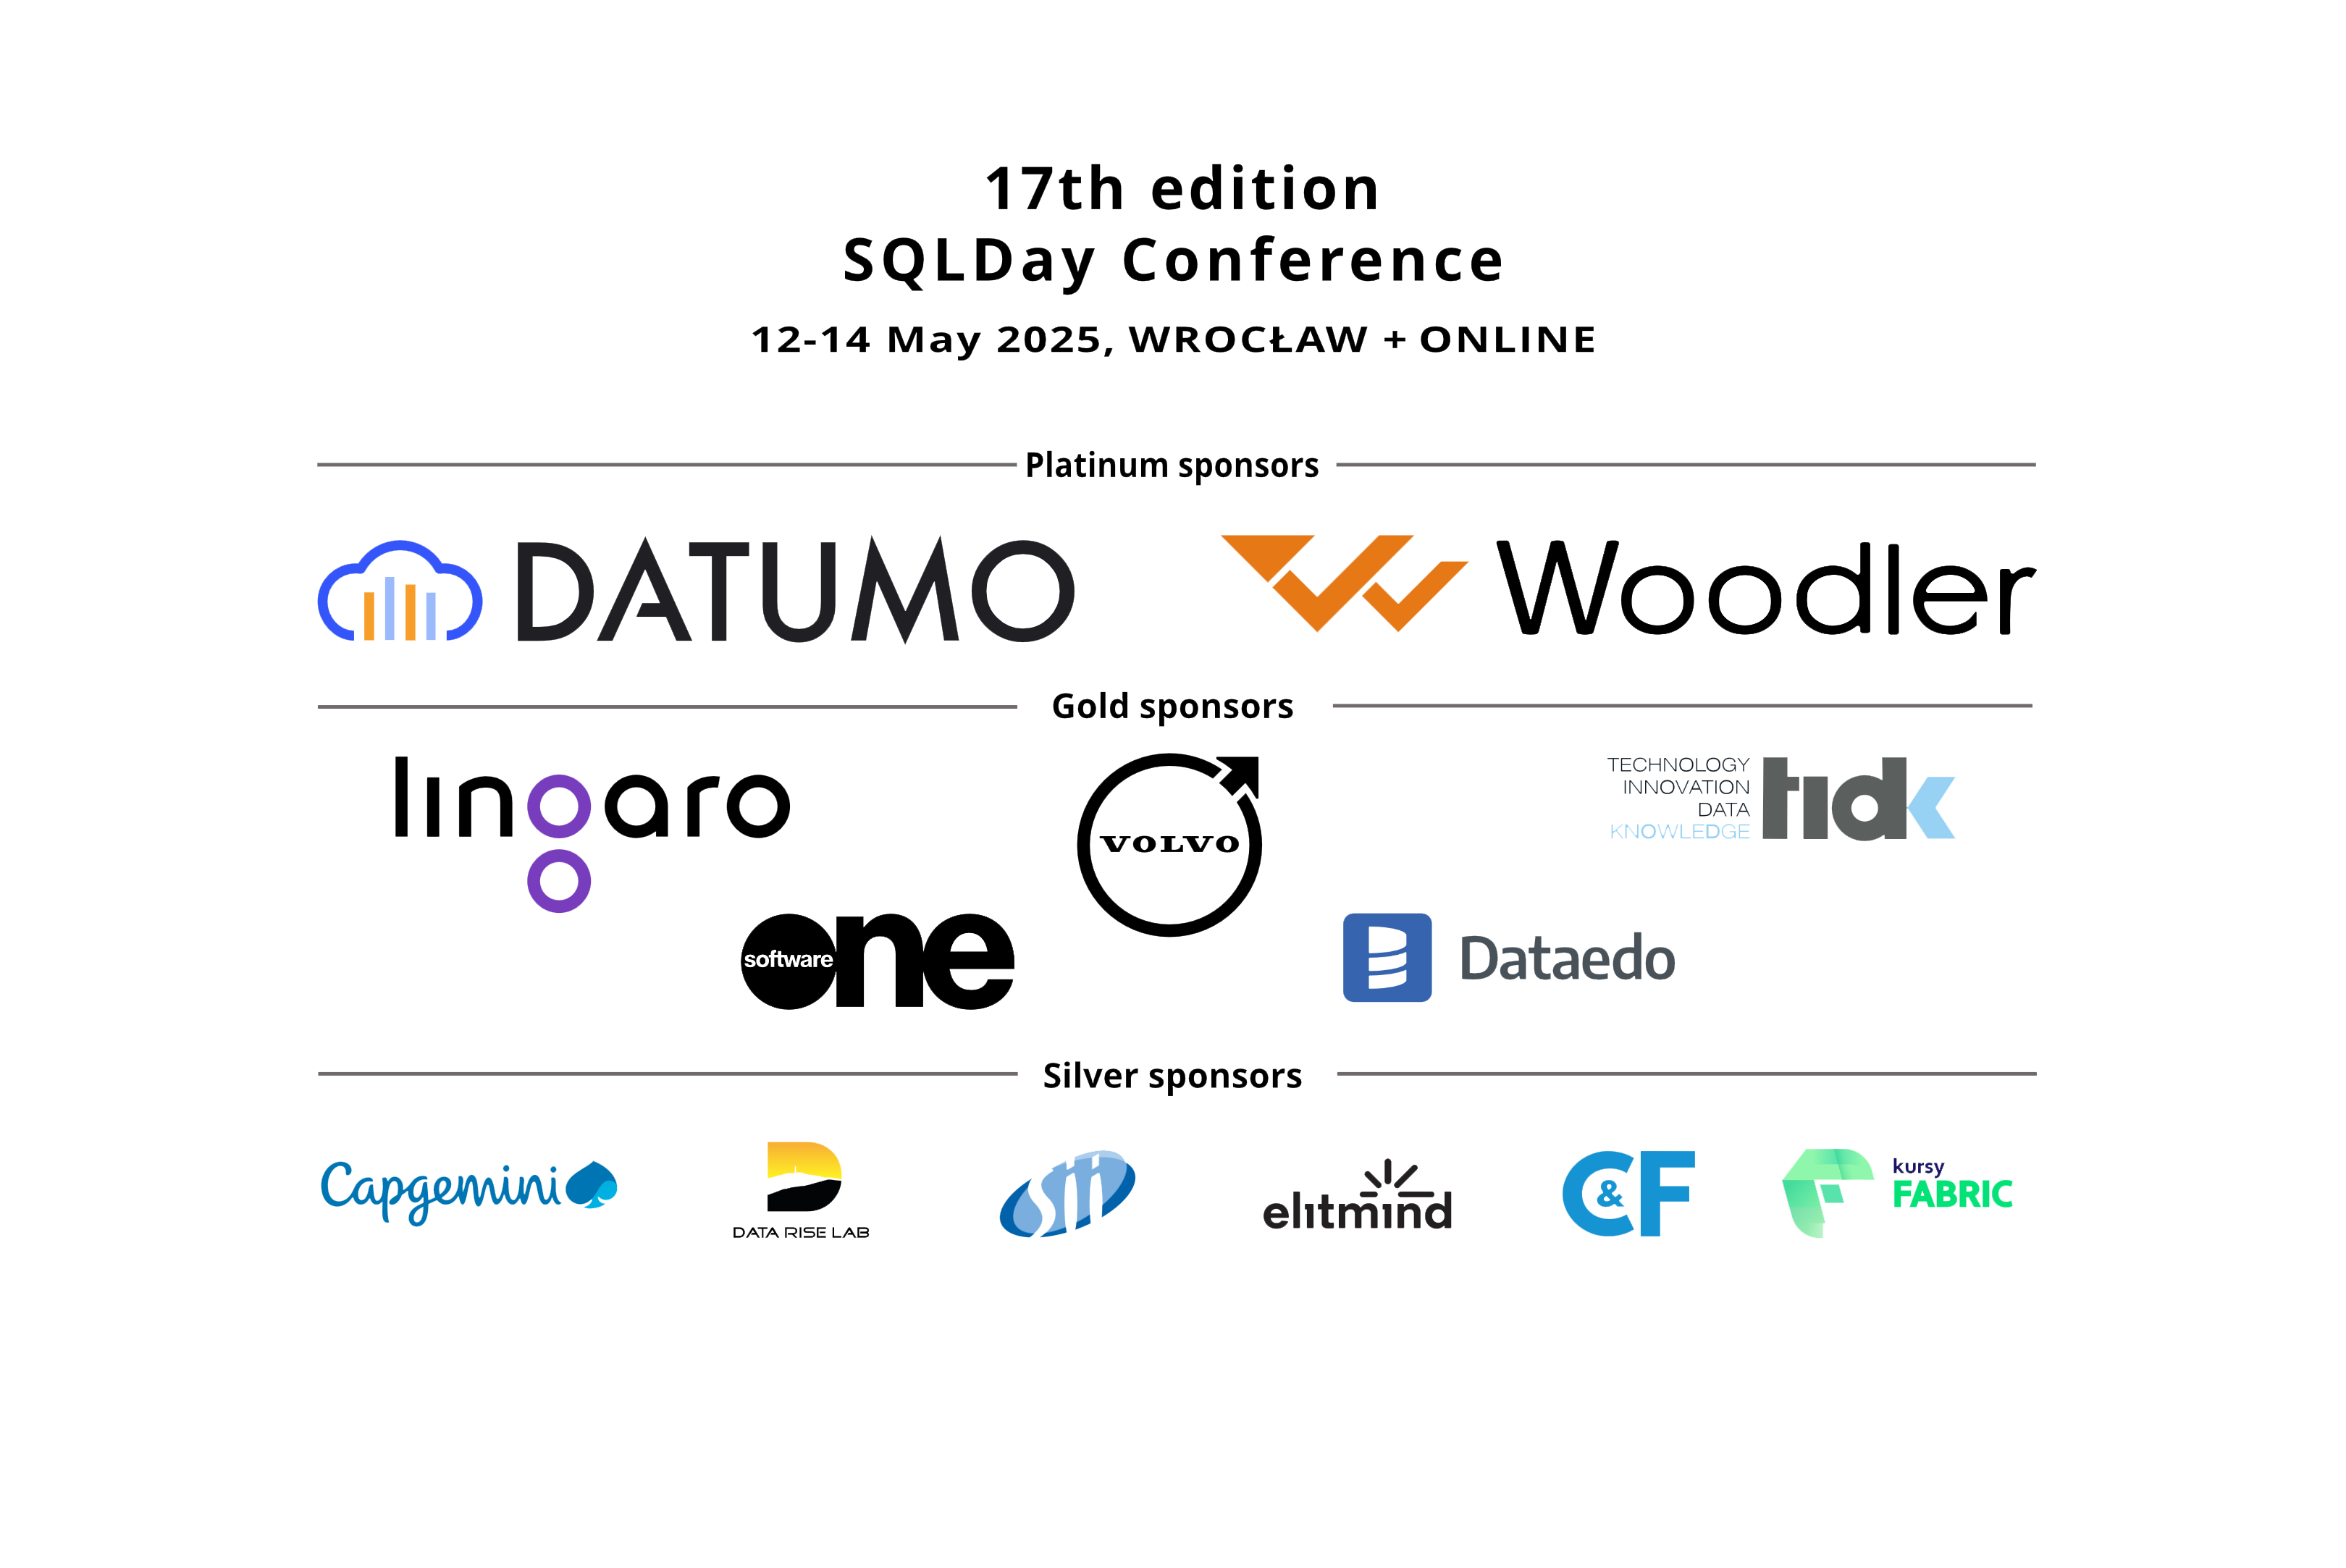 17th edition
SQLDay Conference
12-14 May 2025, WROCŁAW + ONLINE
Platinum sponsors
DATUMO
Woodler
Gold sponsors
lingaro
VOLVO
TECHNOLOGY
INNOVATION
DATA
KNOWLEDGE
tidk
software one
Dataedo
Silver sponsors
Capgemini
DATA RISE LAB
sii
elitmind
C&F
kursy
FABRIC